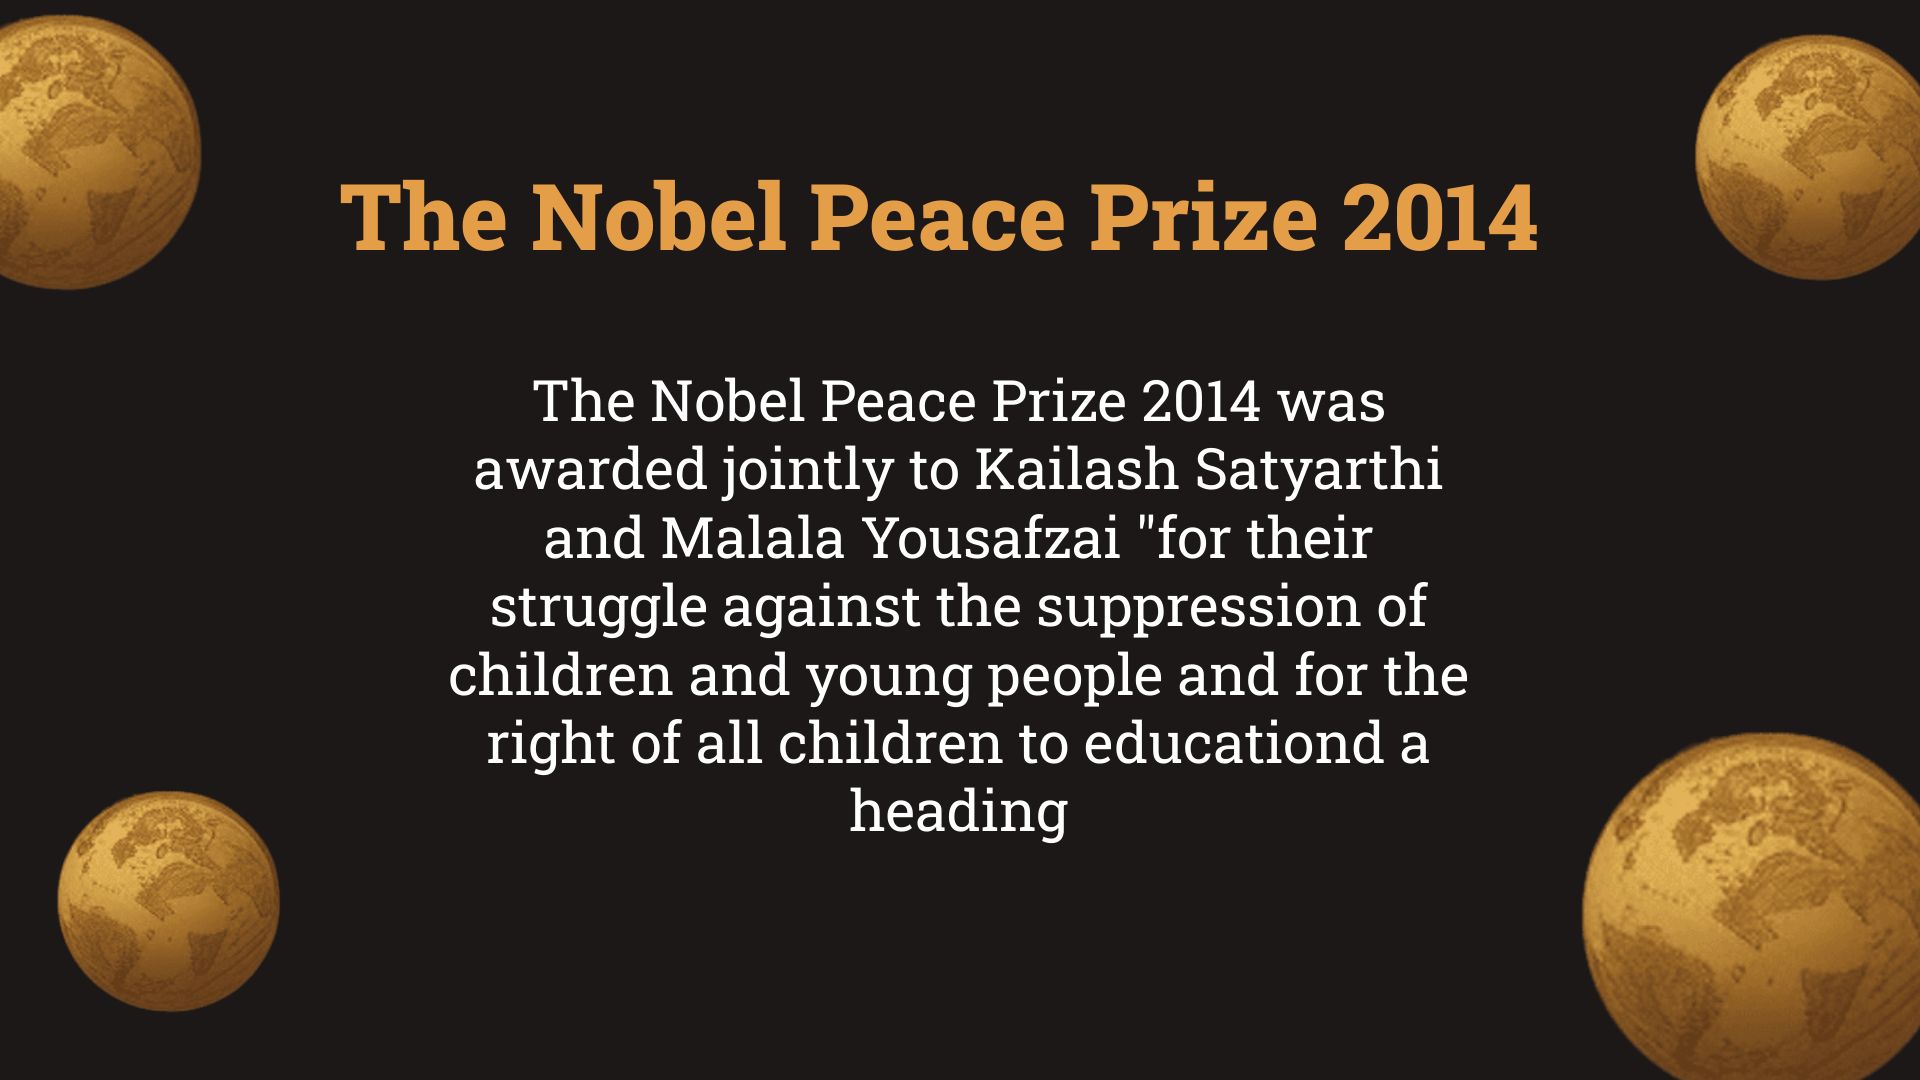 The Nobel Peace Prize 2014
The Nobel Peace Prize 2014 was
awarded jointly to Kailash Satyarthi
and Malala Yousafzai "for their
struggle against the suppression of
children and young people and for the
right of all children to educationd a
heading